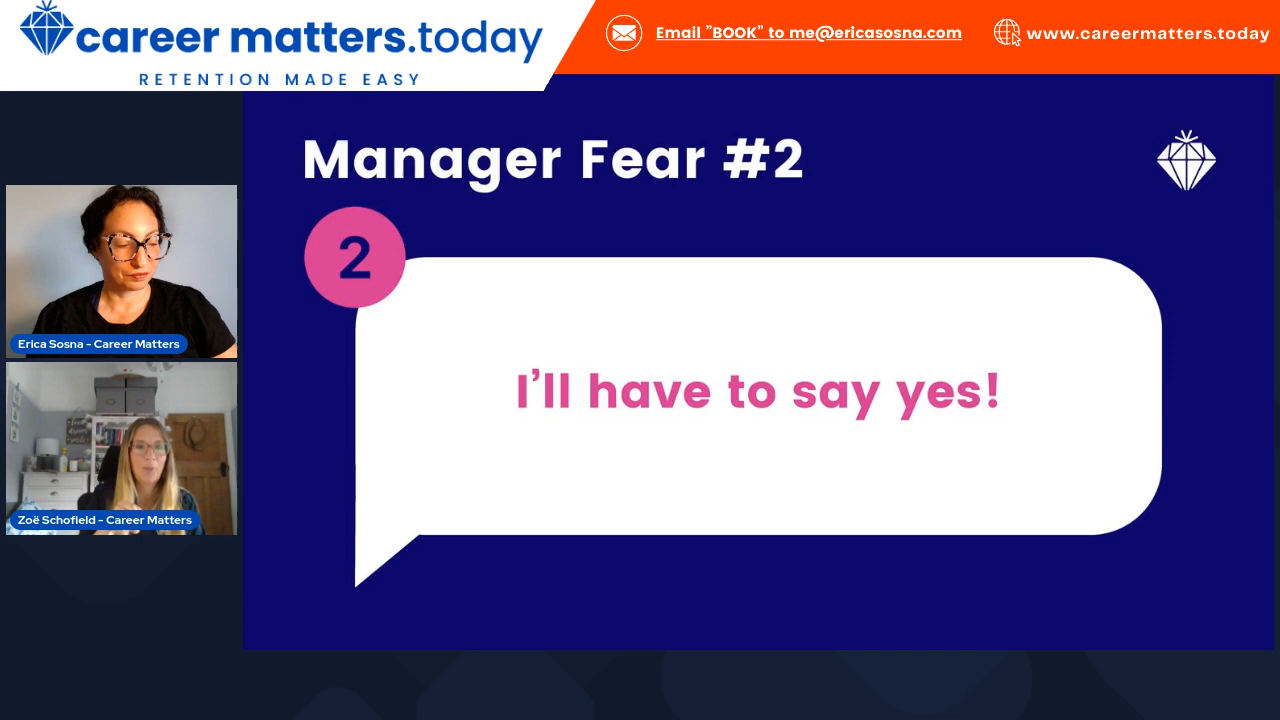 career matters.today
RETENTION MADE EASY
Email "BOOK" to me@ericasosna.com
www.careermatters.today
Manager Fear #2
2
I'll have to say yes!
Erica Sosna - Career Matters
Zoë Schofield - Career Matters